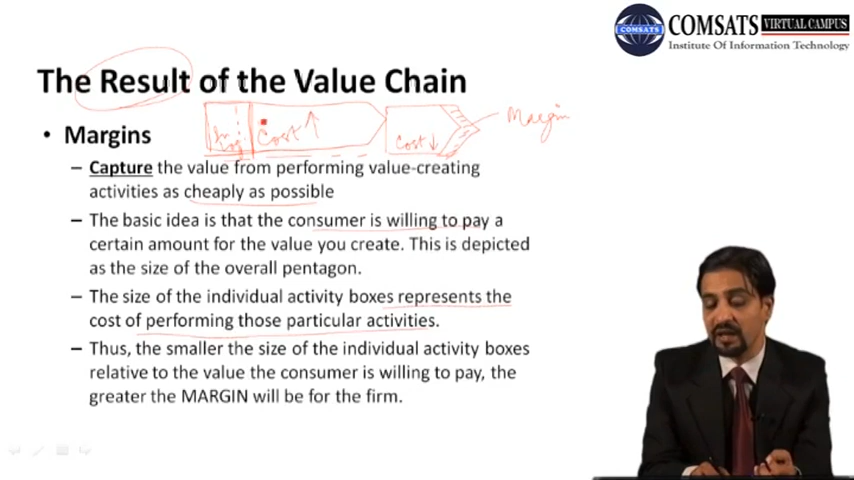 COMSATS VIRTUAL CAMPUS
Institute Of Information Technology
The Result of the Value Chain
Cost ↑
Cost ↓
Margin
• Margins
– Capture the value from performing value-creating
activities as cheaply as possible
– The basic idea is that the consumer is willing to pay a
certain amount for the value you create. This is depicted
as the size of the overall pentagon.
– The size of the individual activity boxes represents the
cost of performing those particular activities.
– Thus, the smaller the size of the individual activity boxes
relative to the value the consumer is willing to pay, the
greater the MARGIN will be for the firm.